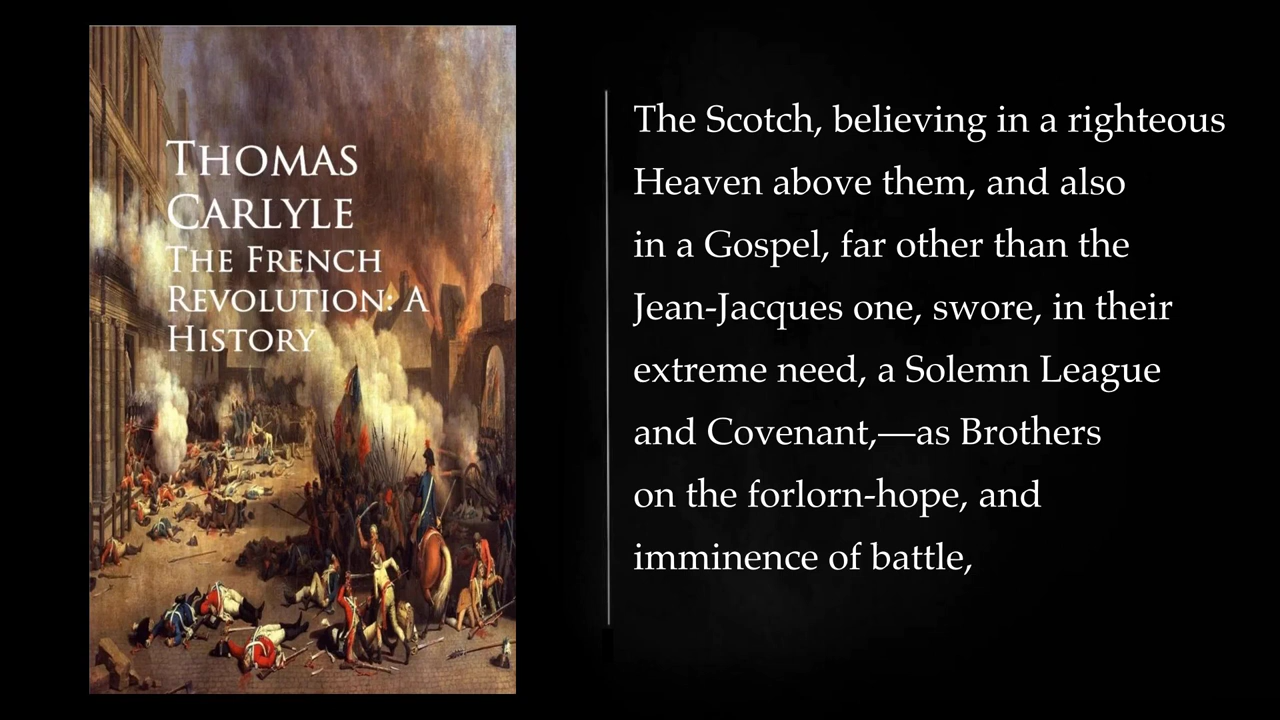 THOMAS
CARLYLE
THE FRENCH
REVOLUTION: A
HISTORY
The Scotch, believing in a righteous
Heaven above them, and also
in a Gospel, far other than the
Jean-Jacques one, swore, in their
extreme need, a Solemn League
and Covenant,—as Brothers
on the forlorn-hope, and
imminence of battle,